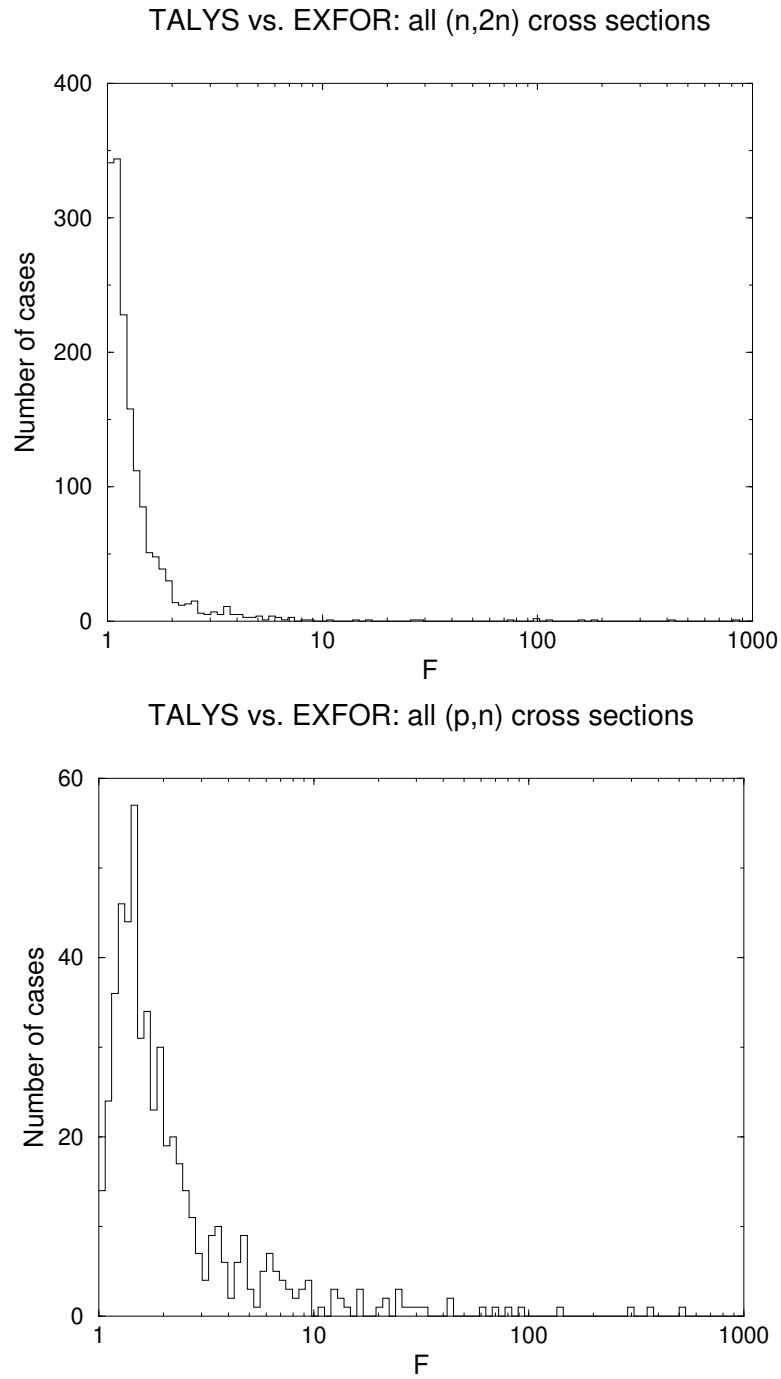 TALYS vs. EXFOR: all (n,2n) cross sections
400
300
200
100
0
Number of cases
1
10
100
1000
F
TALYS vs. EXFOR: all (p,n) cross sections
60
40
20
0
Number of cases
1
10
100
1000
F